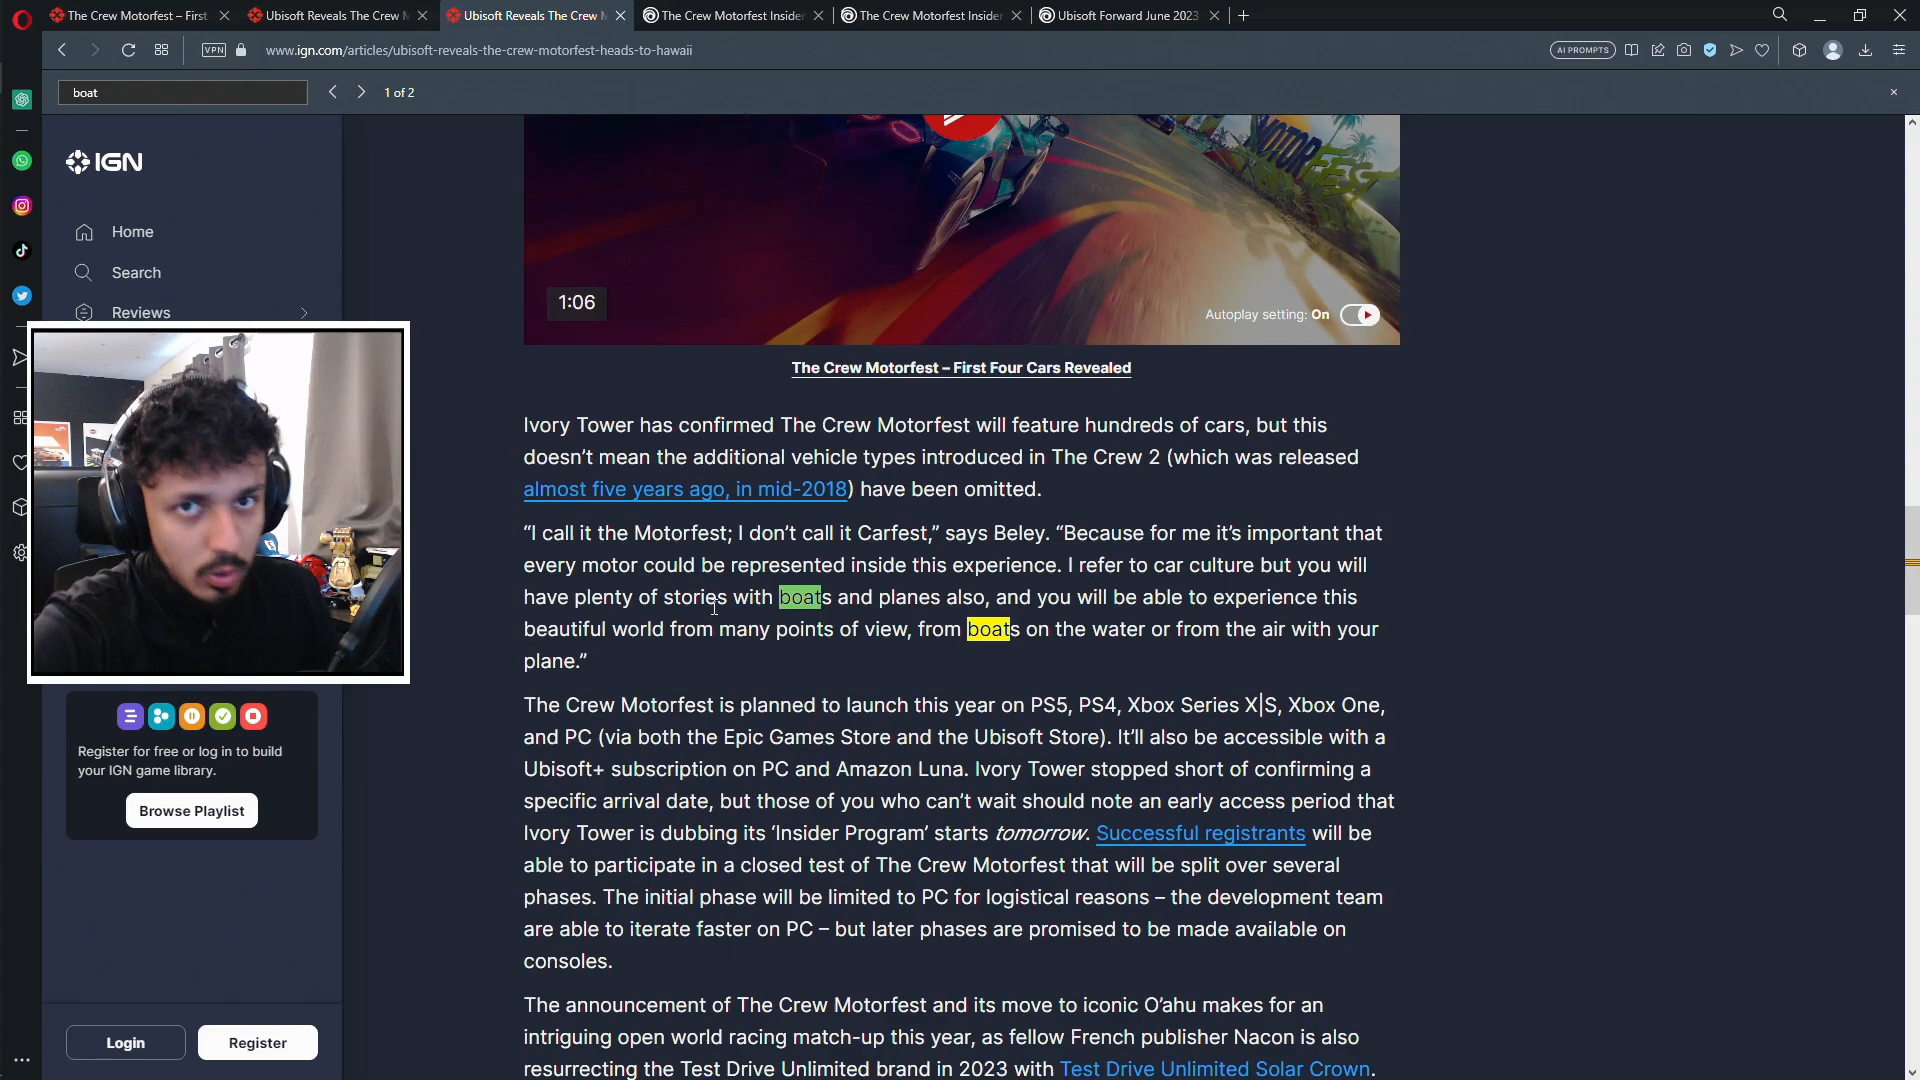 The Crew Motorfest – First
Ubisoft Reveals The Crew M
Ubisoft Reveals The Crew M
The Crew Motorfest Insider
The Crew Motorfest Insider
Ubisoft Forward June 2023
VPN
www.ign.com/articles/ubisoft-reveals-the-crew-motorfest-heads-to-hawaii
AI PROMPTS
boat
1 of 2
IGN
Home
Search
Reviews
MOTORFEST
1:06
Autoplay setting: On
The Crew Motorfest – First Four Cars Revealed
Ivory Tower has confirmed The Crew Motorfest will feature hundreds of cars, but this
doesn’t mean the additional vehicle types introduced in The Crew 2 (which was released
almost five years ago, in mid-2018) have been omitted.
“I call it the Motorfest; I don’t call it Carfest,” says Beley. “Because for me it’s important that
every motor could be represented inside this experience. I refer to car culture but you will
have plenty of stories with boats and planes also, and you will be able to experience this
beautiful world from many points of view, from boats on the water or from the air with your
plane.”
The Crew Motorfest is planned to launch this year on PS5, PS4, Xbox Series X|S, Xbox One,
and PC (via both the Epic Games Store and the Ubisoft Store). It’ll also be accessible with a
Ubisoft+ subscription on PC and Amazon Luna. Ivory Tower stopped short of confirming a
specific arrival date, but those of you who can’t wait should note an early access period that
Ivory Tower is dubbing its ‘Insider Program’ starts tomorrow. Successful registrants will be
able to participate in a closed test of The Crew Motorfest that will be split over several
phases. The initial phase will be limited to PC for logistical reasons – the development team
are able to iterate faster on PC – but later phases are promised to be made available on
consoles.
The announcement of The Crew Motorfest and its move to iconic O’ahu makes for an
intriguing open world racing match-up this year, as fellow French publisher Nacon is also
resurrecting the Test Drive Unlimited brand in 2023 with Test Drive Unlimited Solar Crown.
Register for free or log in to build
your IGN game library.
Browse Playlist
Login
Register